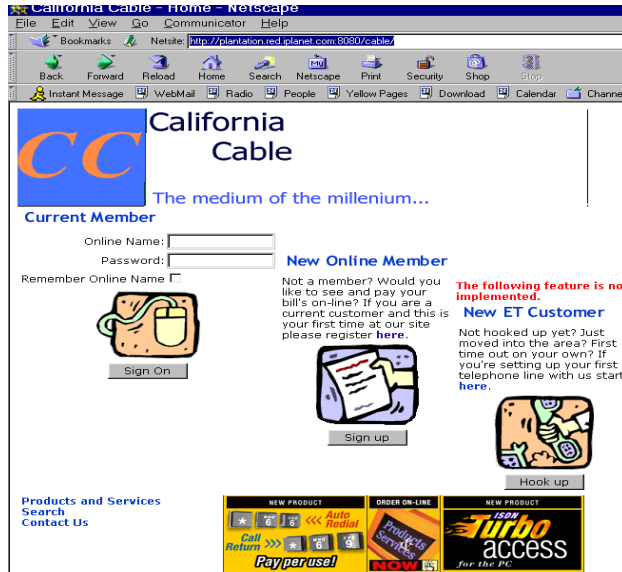 California Cable - Home - Netscape
File Edit View Go Communicator Help
Bookmarks Netsite: http://plantation.red.iplanet.com:8080/cable/
Back Forward Reload Home Search Netscape Print Security Shop Stop
Instant Message WebMail Radio People Yellow Pages Download Calendar Channe
CC
California
Cable
The medium of the millenium...
Current Member
Online Name:
Password:
Remember Online Name
Sign On
New Online Member
Not a member? Would you
like to see and pay your
bill's on-line? If you are a
current customer and this is
your first time at our site
please register here.
Sign up
The following feature is no
implemented.
New ET Customer
Not hooked up yet? Just
moved into the area? First
time out on your own? If
you're setting up your first
telephone line with us start
here.
Hook up
Products and Services
Search
Contact Us
NEW PRODUCT
* 6 6 <<< Auto
Redial
Call
Return >>> * 6 9
Pay per use!
ORDER ON-LINE
Products
Services
NOW
NEW PRODUCT
ISDN
Turbo
access
for the PC